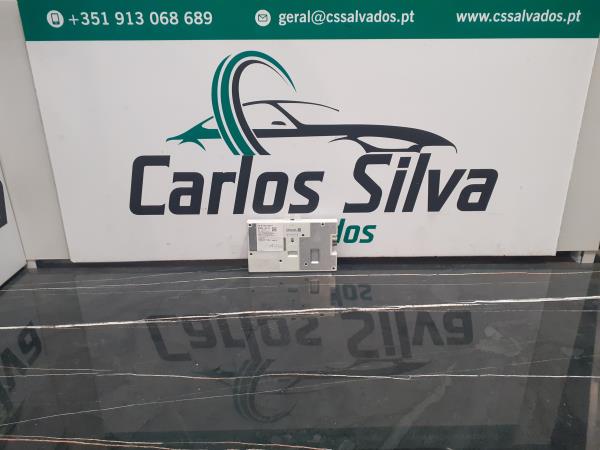 +351 913 068 689
geral@cssalvados.pt
www.cssalvados.pt
Carlos Silva
dos